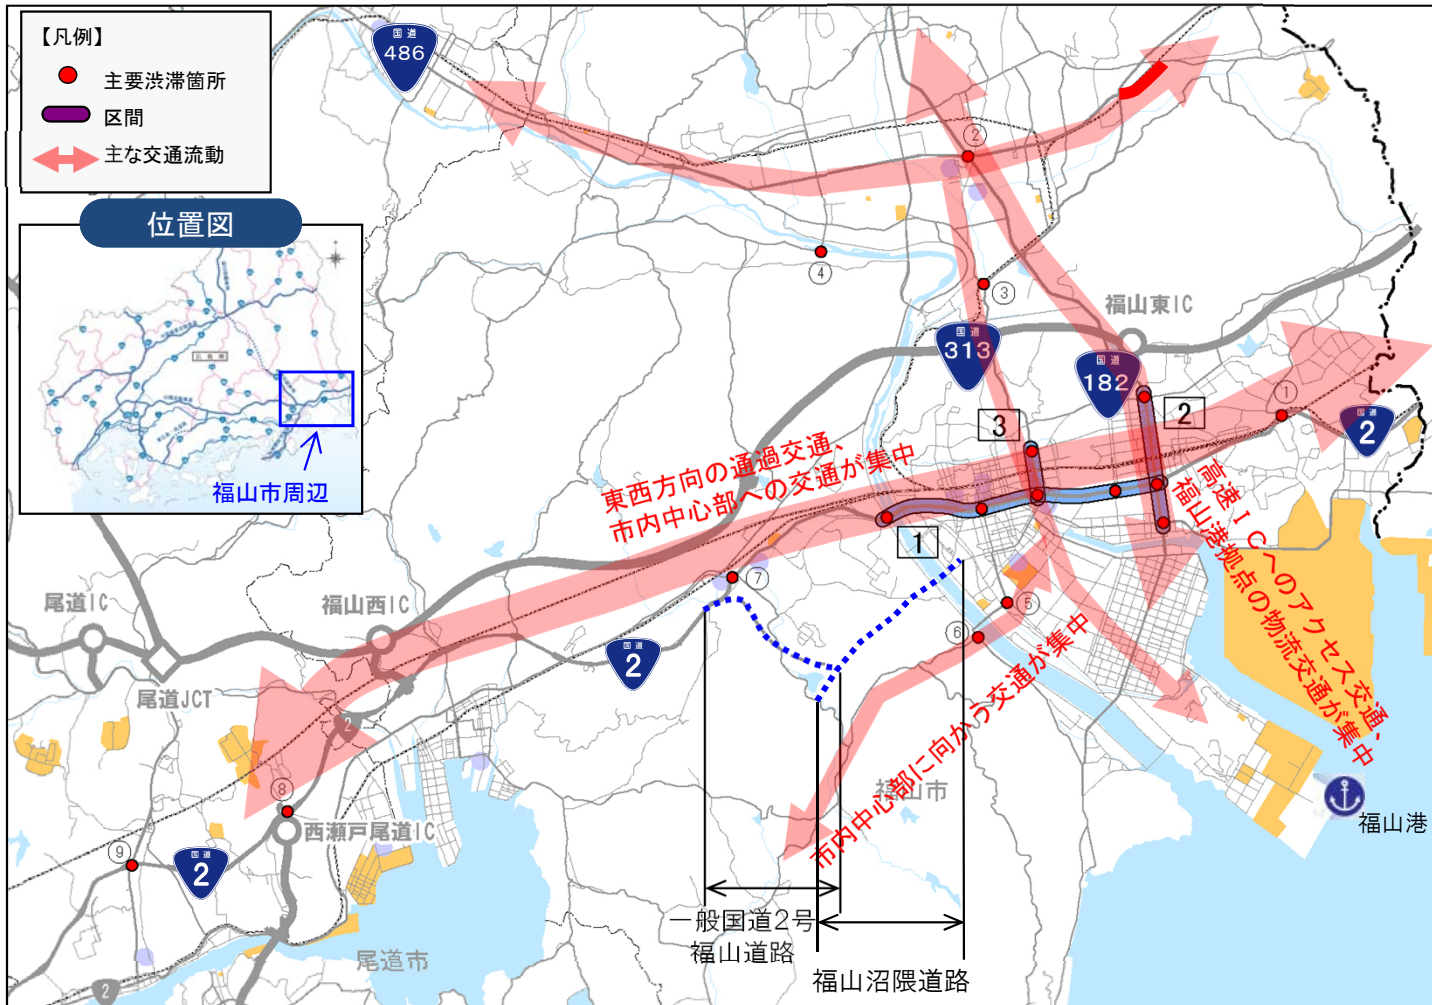 【凡例】
主要渋滞箇所
区間
主な交通流動
位置図
福山市周辺
国道
486
②
④
③
福山東IC
国道
313
国道
182
3
2
①
国道
2
東西方向の通過交通、
市内中心部への交通が集中
1
高速ICへのアクセス交通、
福山港拠点の物流交通が集中
尾道IC
福山西IC
⑦
⑤
⑥
国道
2
尾道JCT
2
市内中心部に向かう交通が集中
福山市
福山港
⑧
西瀬戸尾道IC
⑨
国道
2
一般国道2号
福山道路
福山沼隈道路
尾道市
2